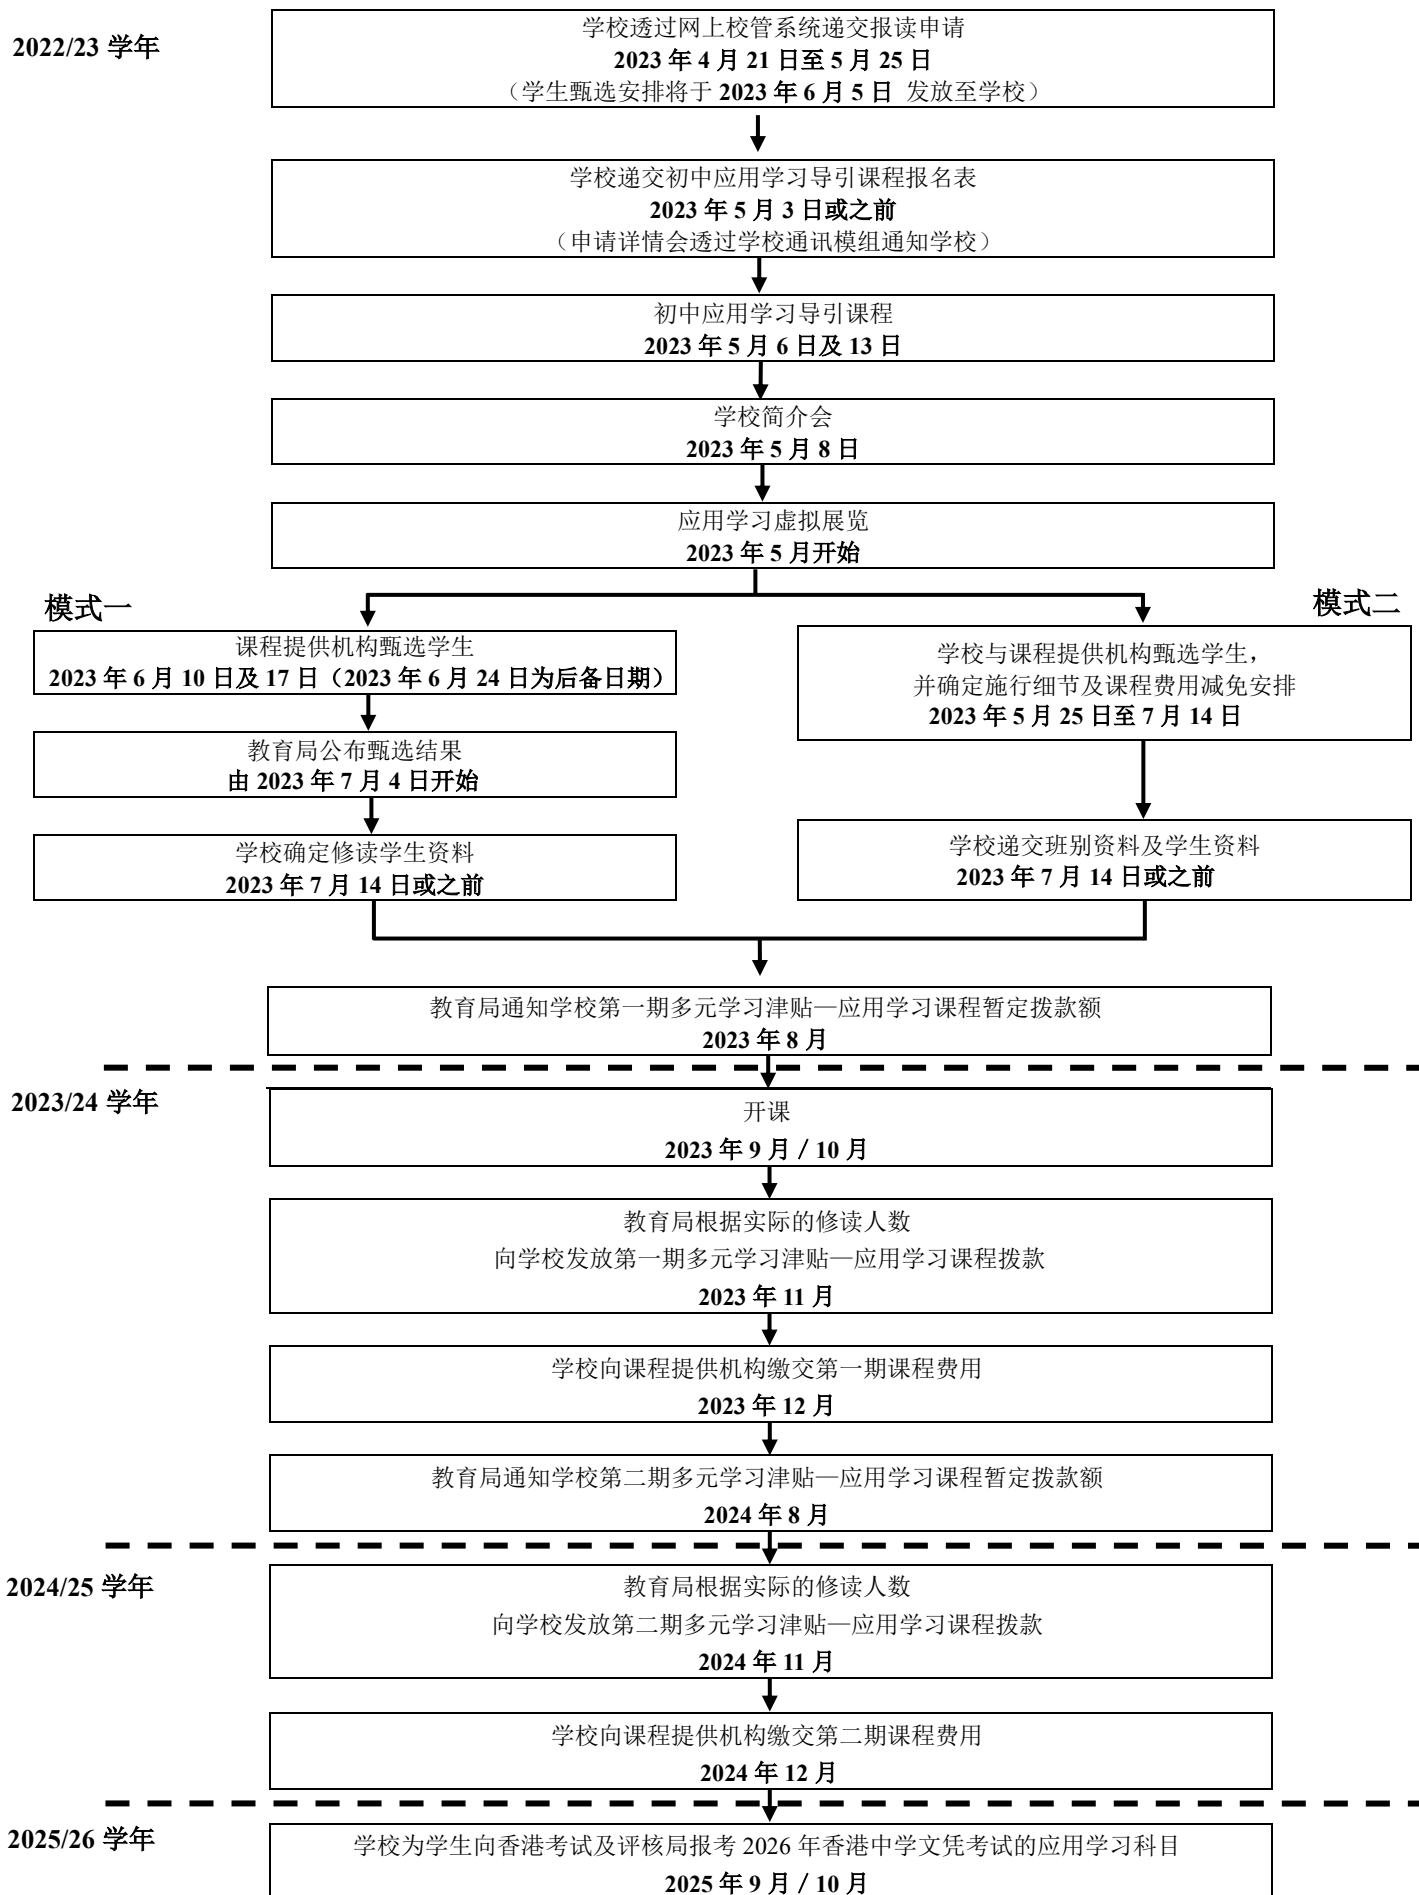 2022/23 学年
学校透过网上校管系统递交报读申请
2023 年 4 月 21 日至 5 月 25 日
（学生甄选安排将于 2023 年 6 月 5 日 发放至学校）
学校递交初中应用学习导引课程报名表
2023 年 5 月 3 日或之前
（申请详情会透过学校通讯模组通知学校）
初中应用学习导引课程
2023 年 5 月 6 日及 13 日
学校简介会
2023 年 5 月 8 日
应用学习虚拟展览
2023 年 5 月开始
模式一
课程提供机构甄选学生
2023 年 6 月 10 日及 17 日（2023 年 6 月 24 日为后备日期）
教育局公布甄选结果
由 2023 年 7 月 4 日开始
学校确定修读学生资料
2023 年 7 月 14 日或之前
模式二
学校与课程提供机构甄选学生，
并确定施行细节及课程费用减免安排
2023 年 5 月 25 日至 7 月 14 日
学校递交班别资料及学生资料
2023 年 7 月 14 日或之前
教育局通知学校第一期多元学习津贴—应用学习课程暂定拨款额
2023 年 8 月
2023/24 学年
开课
2023 年 9 月 / 10 月
教育局根据实际的修读人数
向学校发放第一期多元学习津贴—应用学习课程拨款
2023 年 11 月
学校向课程提供机构缴交第一期课程费用
2023 年 12 月
教育局通知学校第二期多元学习津贴—应用学习课程暂定拨款额
2024 年 8 月
2024/25 学年
教育局根据实际的修读人数
向学校发放第二期多元学习津贴—应用学习课程拨款
2024 年 11 月
学校向课程提供机构缴交第二期课程费用
2024 年 12 月
2025/26 学年
学校为学生向香港考试及评核局报考 2026 年香港中学文凭考试的应用学习科目
2025 年 9 月 / 10 月